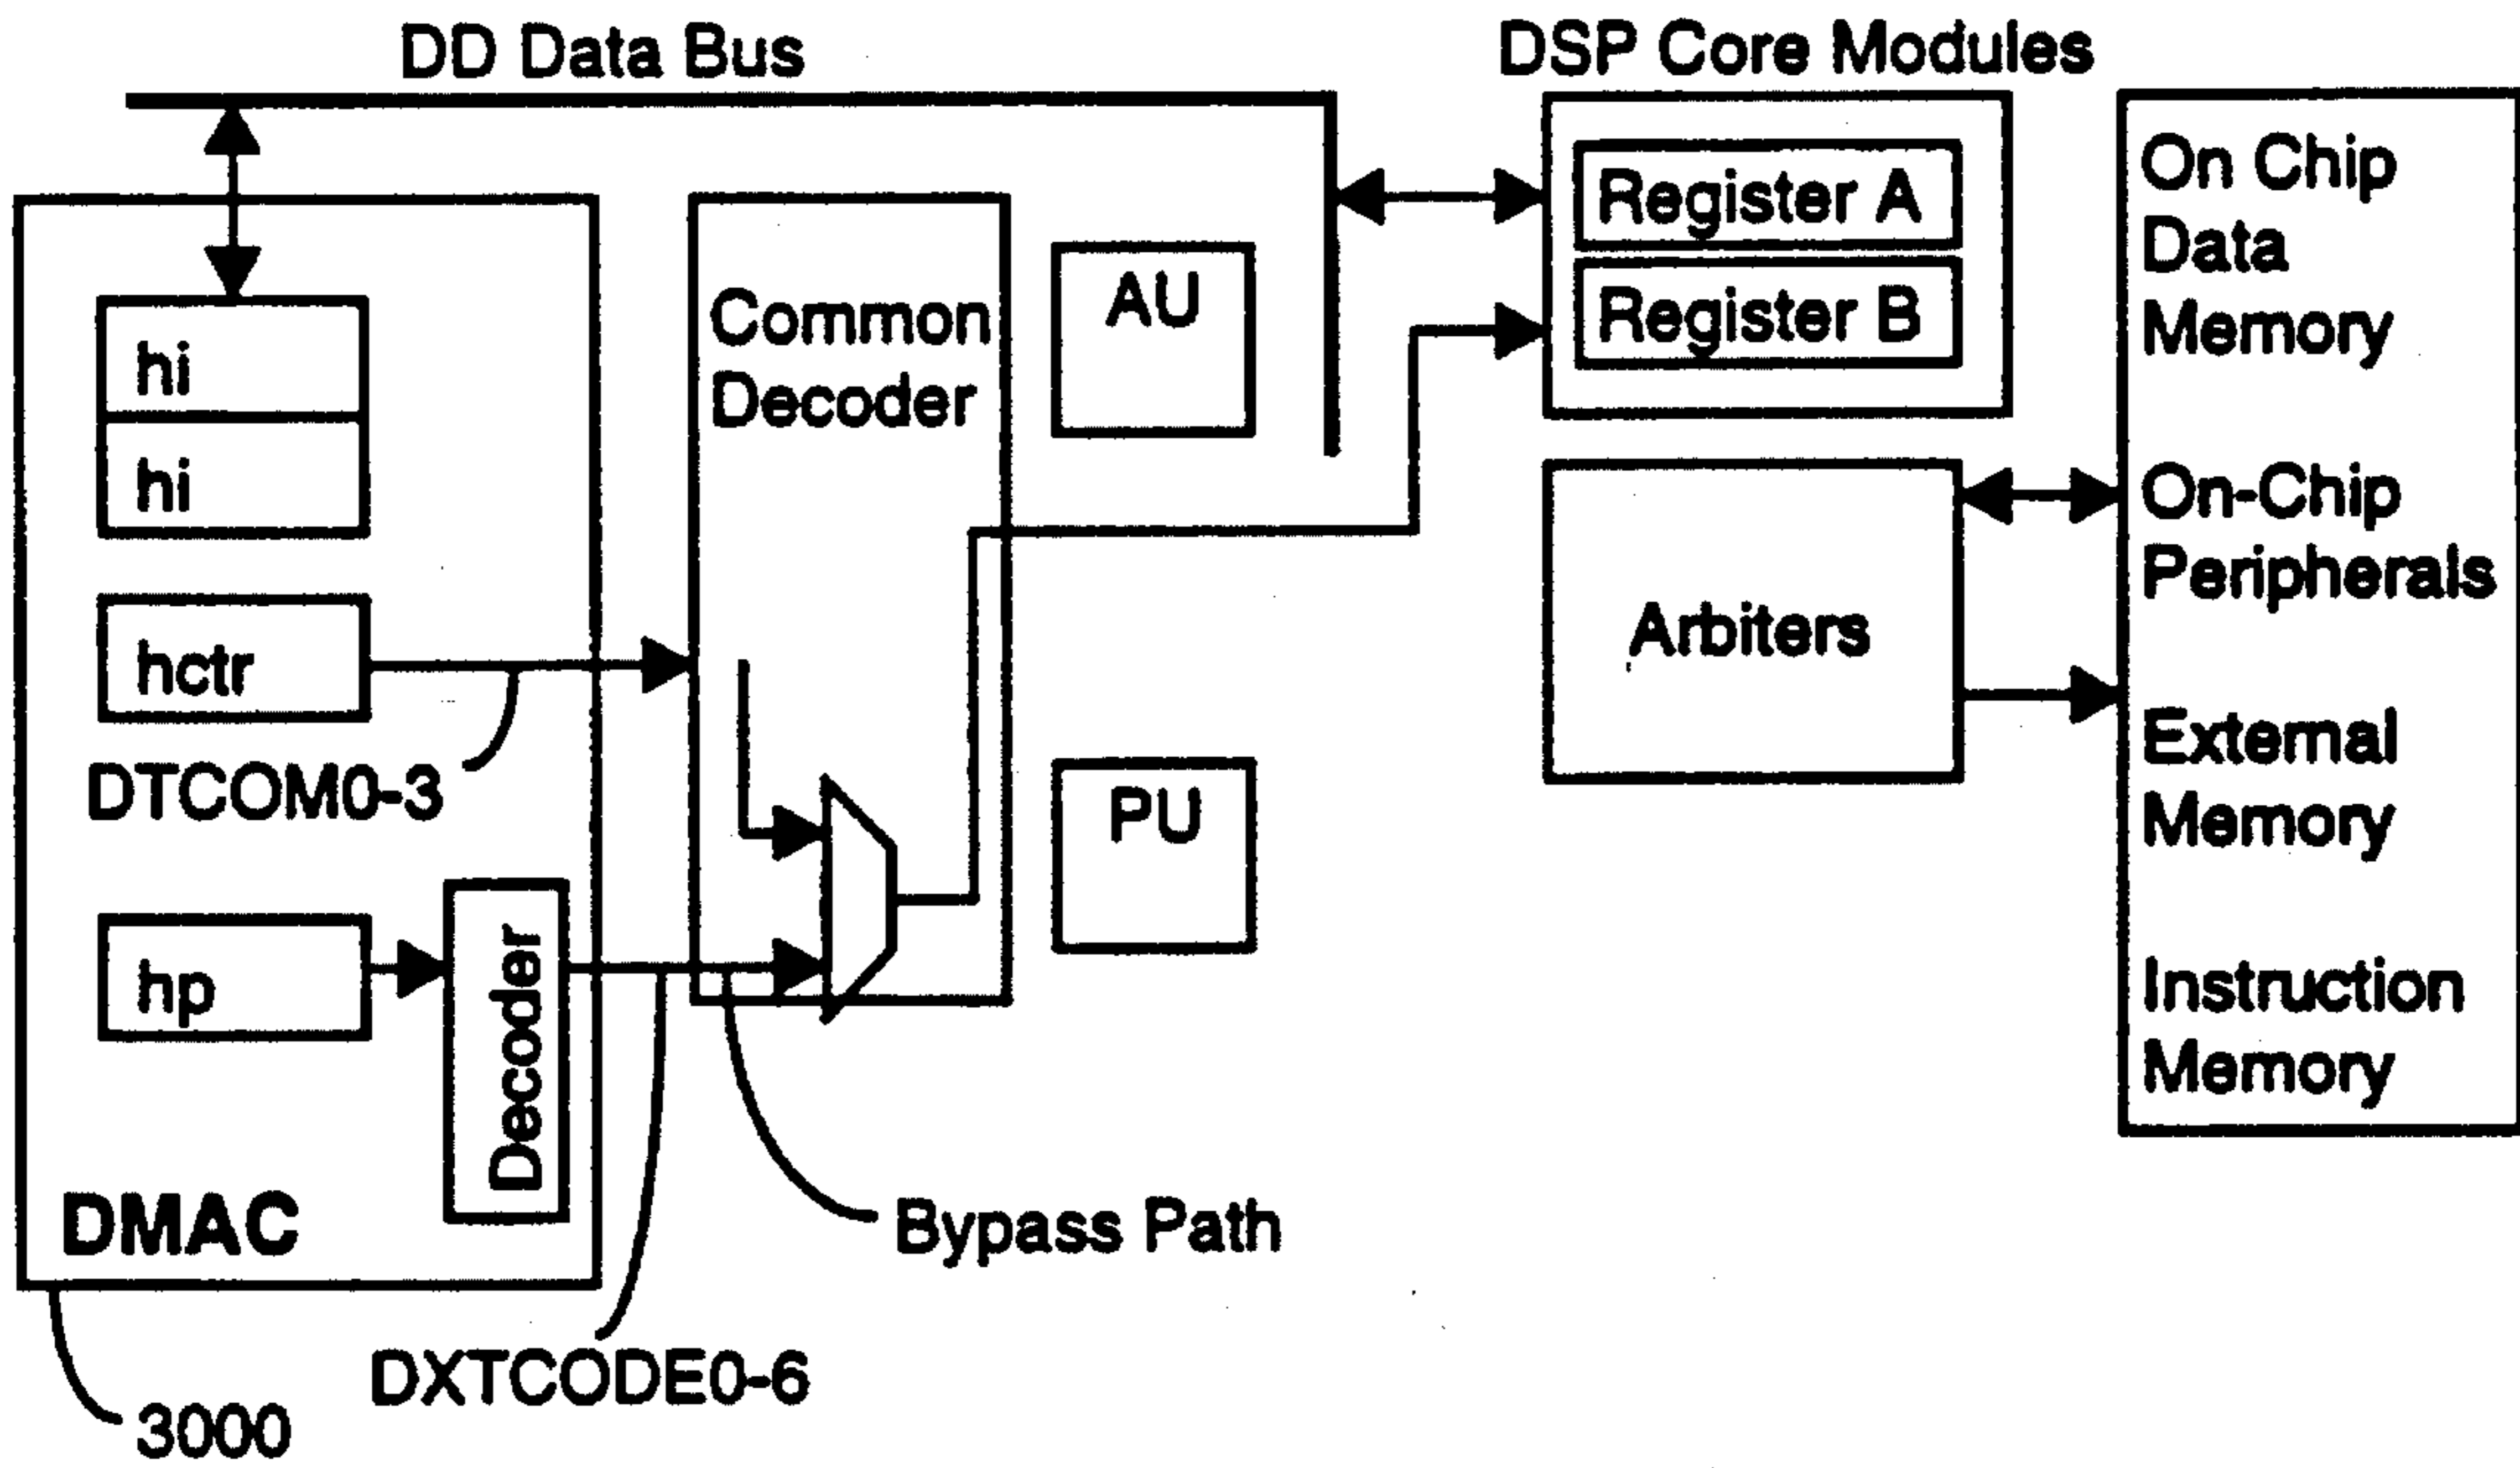 DD Data Bus
DSP Core Modules
Register A
Register B
On Chip
Data
Memory
On-Chip
Peripherals
External
Memory
Instruction
Memory
hi
hi
Common
Decoder
AU
Arbiters
hctr
DTCOM0-3
PU
hp
Decoder
DMAC
Bypass Path
DXTCODE0-6
3000